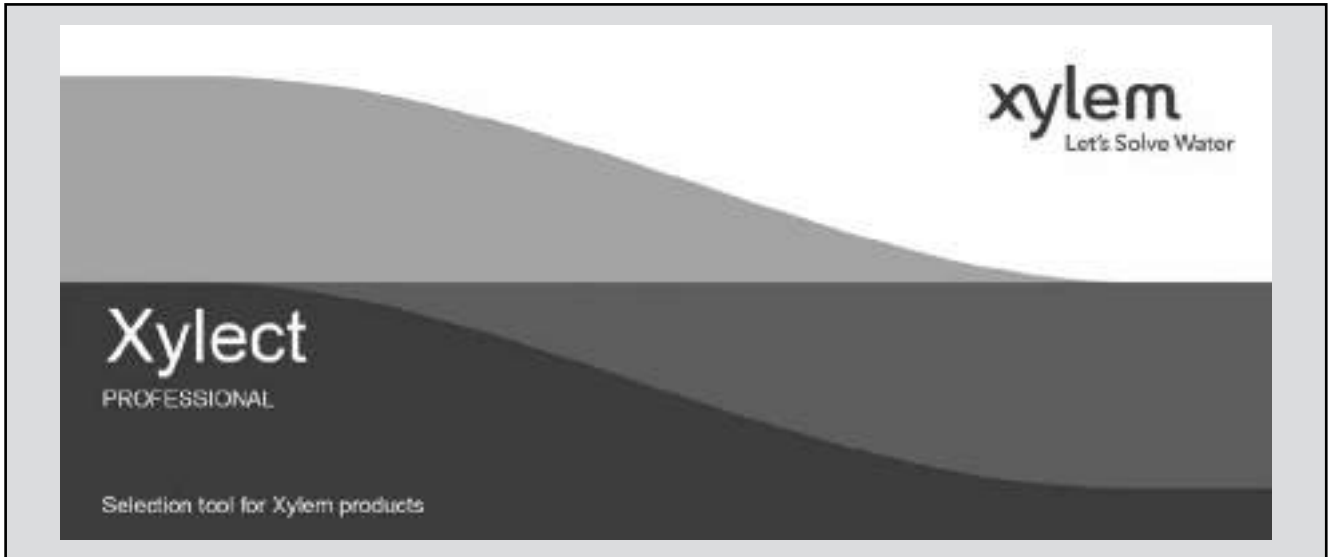 xylem
Let's Solve Water
Xylect
PROFESSIONAL
Selection tool for Xylem products